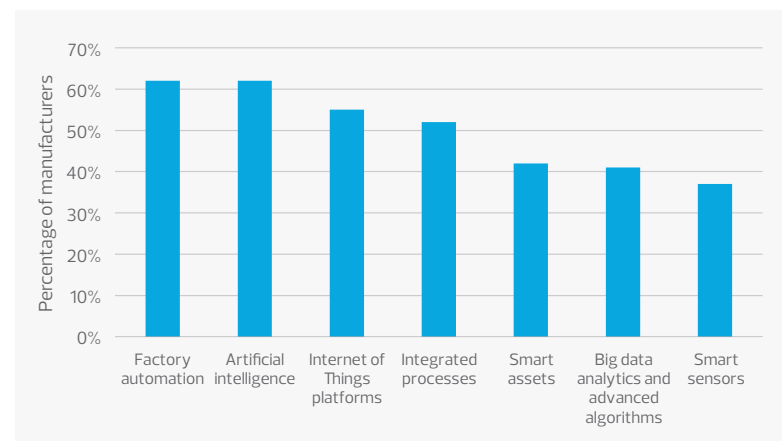 Percentage of manufacturers
70%
60%
50%
40%
30%
20%
10%
0%
Factory
automation
Artificial
intelligence
Internet of
Things
platforms
Integrated
processes
Smart
assets
Big data
analytics and
advanced
algorithms
Smart
sensors